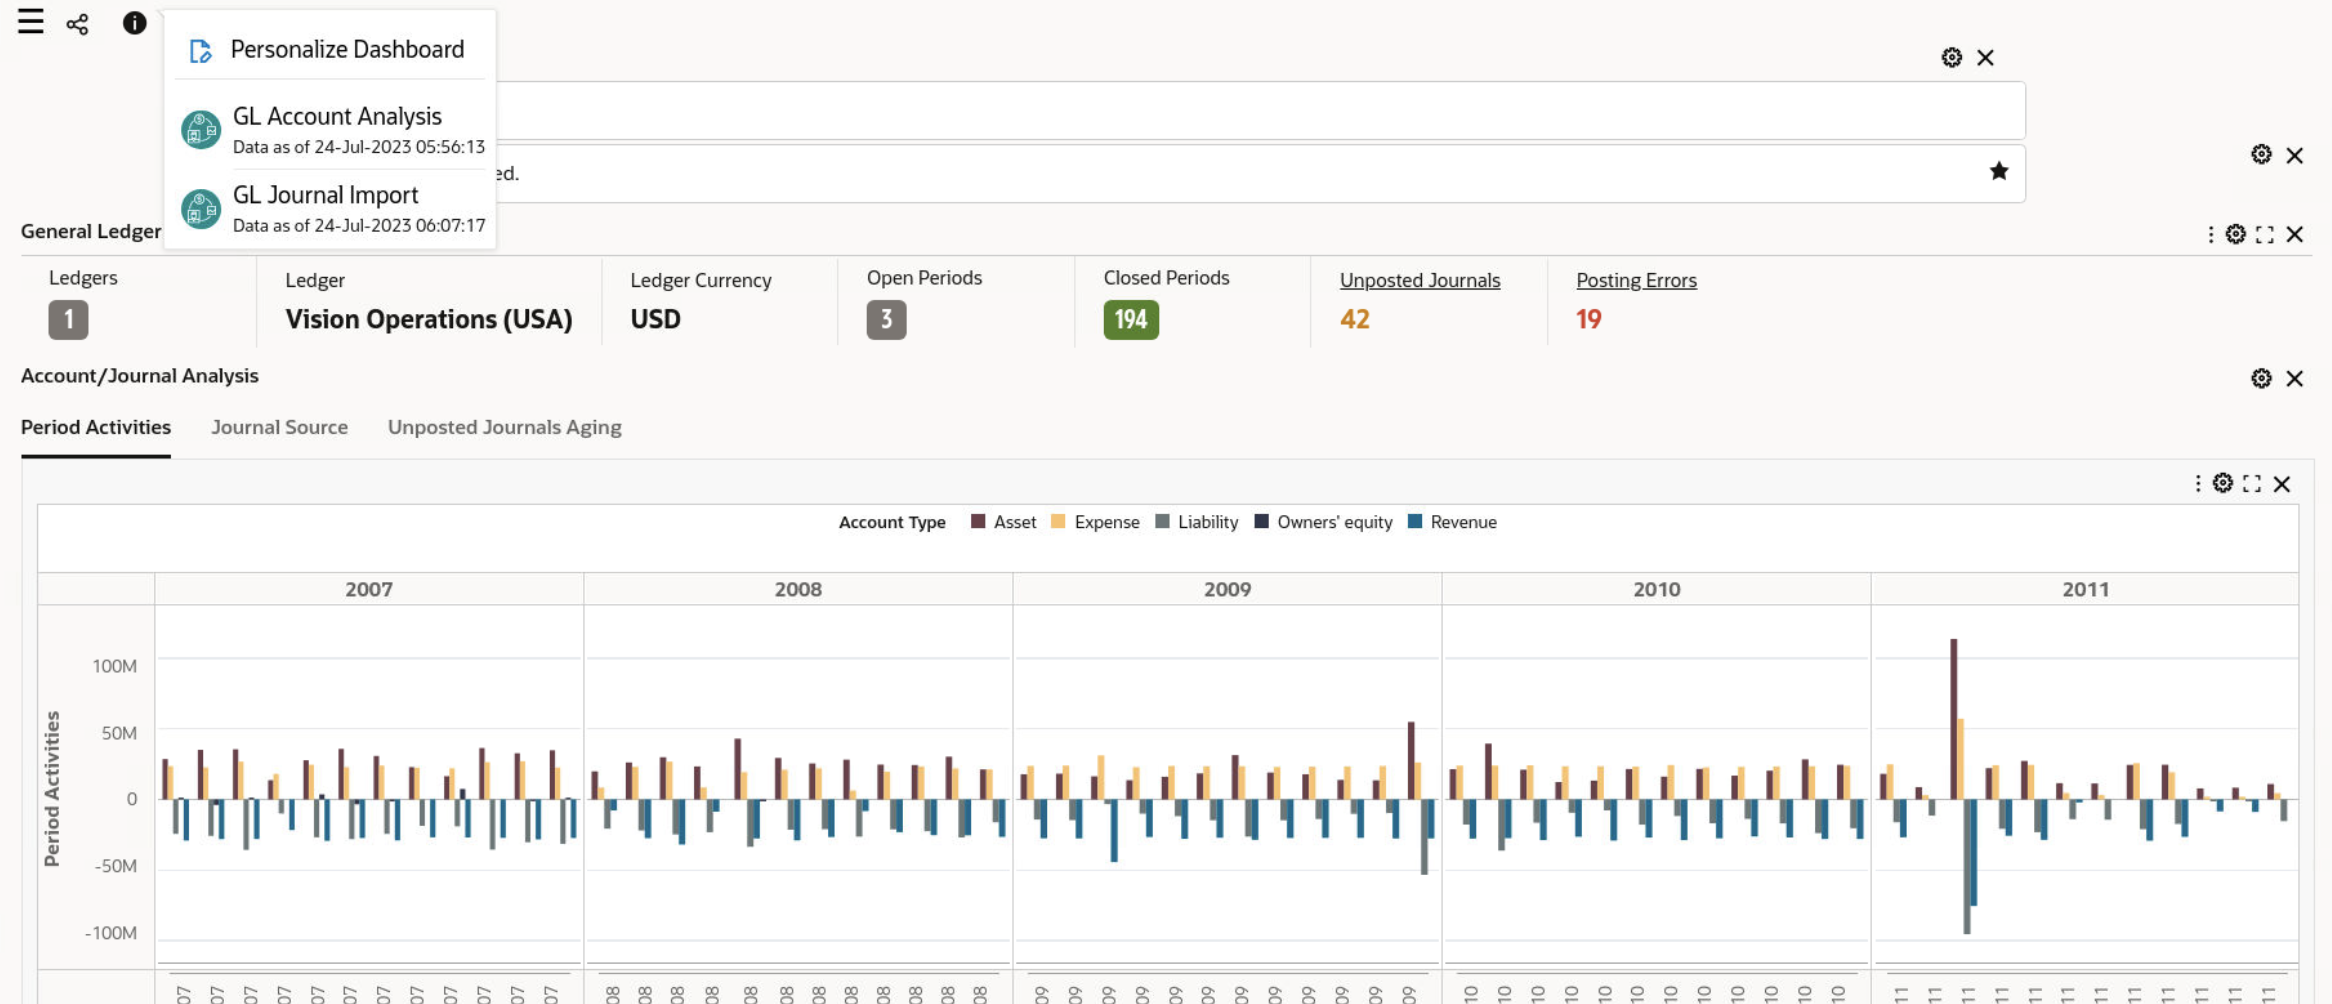 Personalize Dashboard
GL Account Analysis
Data as of 24-Jul-2023 05:56:13
ed.
GL Journal Import
Data as of 24-Jul-2023 06:07:17
General Ledger
Ledgers
1
Ledger
Vision Operations (USA)
Ledger Currency
USD
Open Periods
3
Closed Periods
194
Unposted Journals
42
Posting Errors
19
Account/Journal Analysis
Period Activities Journal Source Unposted Journals Aging
Account Type Asset Expense Liability Owners' equity Revenue
2007 2008 2009 2010 2011
Period Activities
100M
50M
0
-50M
-100M
07 07 07 07 07 07 07 07 07 07 07 07 08 08 08 08 08 08 08 08 08 08 08 08 09 09 09 09 09 09 09 09 09 09 09 09 10 10 10 10 10 10 10 10 10 10 10 10 11 11 11 11 11 11 11 11 11 11 11 11